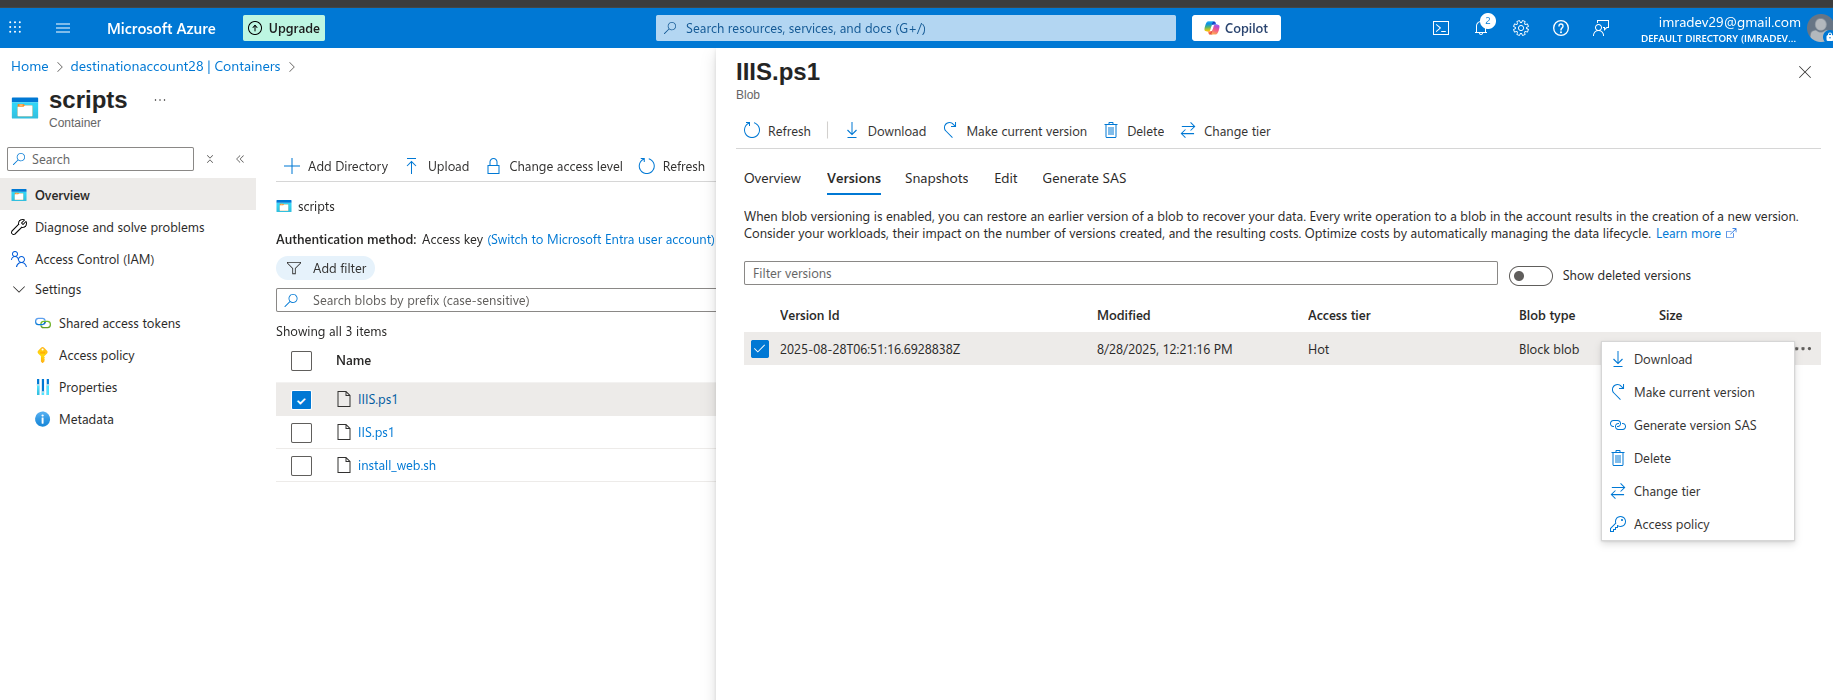 Microsoft Azure
Upgrade
Search resources, services, and docs (G+/)
Copilot
2
imradev29@gmail.com
DEFAULT DIRECTORY (IMRADEV...
Home > destinationaccount28 | Containers >
scripts ...
Container
Search
Overview
Diagnose and solve problems
Access Control (IAM)
Settings
Shared access tokens
Access policy
Properties
Metadata
Add Directory Upload Change access level Refresh
scripts
Authentication method: Access key (Switch to Microsoft Entra user account)
Add filter
Search blobs by prefix (case-sensitive)
Showing all 3 items
Name
IIIS.ps1
IIS.ps1
install_web.sh
IIIS.ps1
Blob
Refresh Download Make current version Delete Change tier
Overview Versions Snapshots Edit Generate SAS
When blob versioning is enabled, you can restore an earlier version of a blob to recover your data. Every write operation to a blob in the account results in the creation of a new version.
Consider your workloads, their impact on the number of versions created, and the resulting costs. Optimize costs by automatically managing the data lifecycle. Learn more
Filter versions
Show deleted versions
Version Id Modified Access tier Blob type Size
2025-08-28T06:51:16.6928838Z 8/28/2025, 12:21:16 PM Hot Block blob
Download
Make current version
Generate version SAS
Delete
Change tier
Access policy